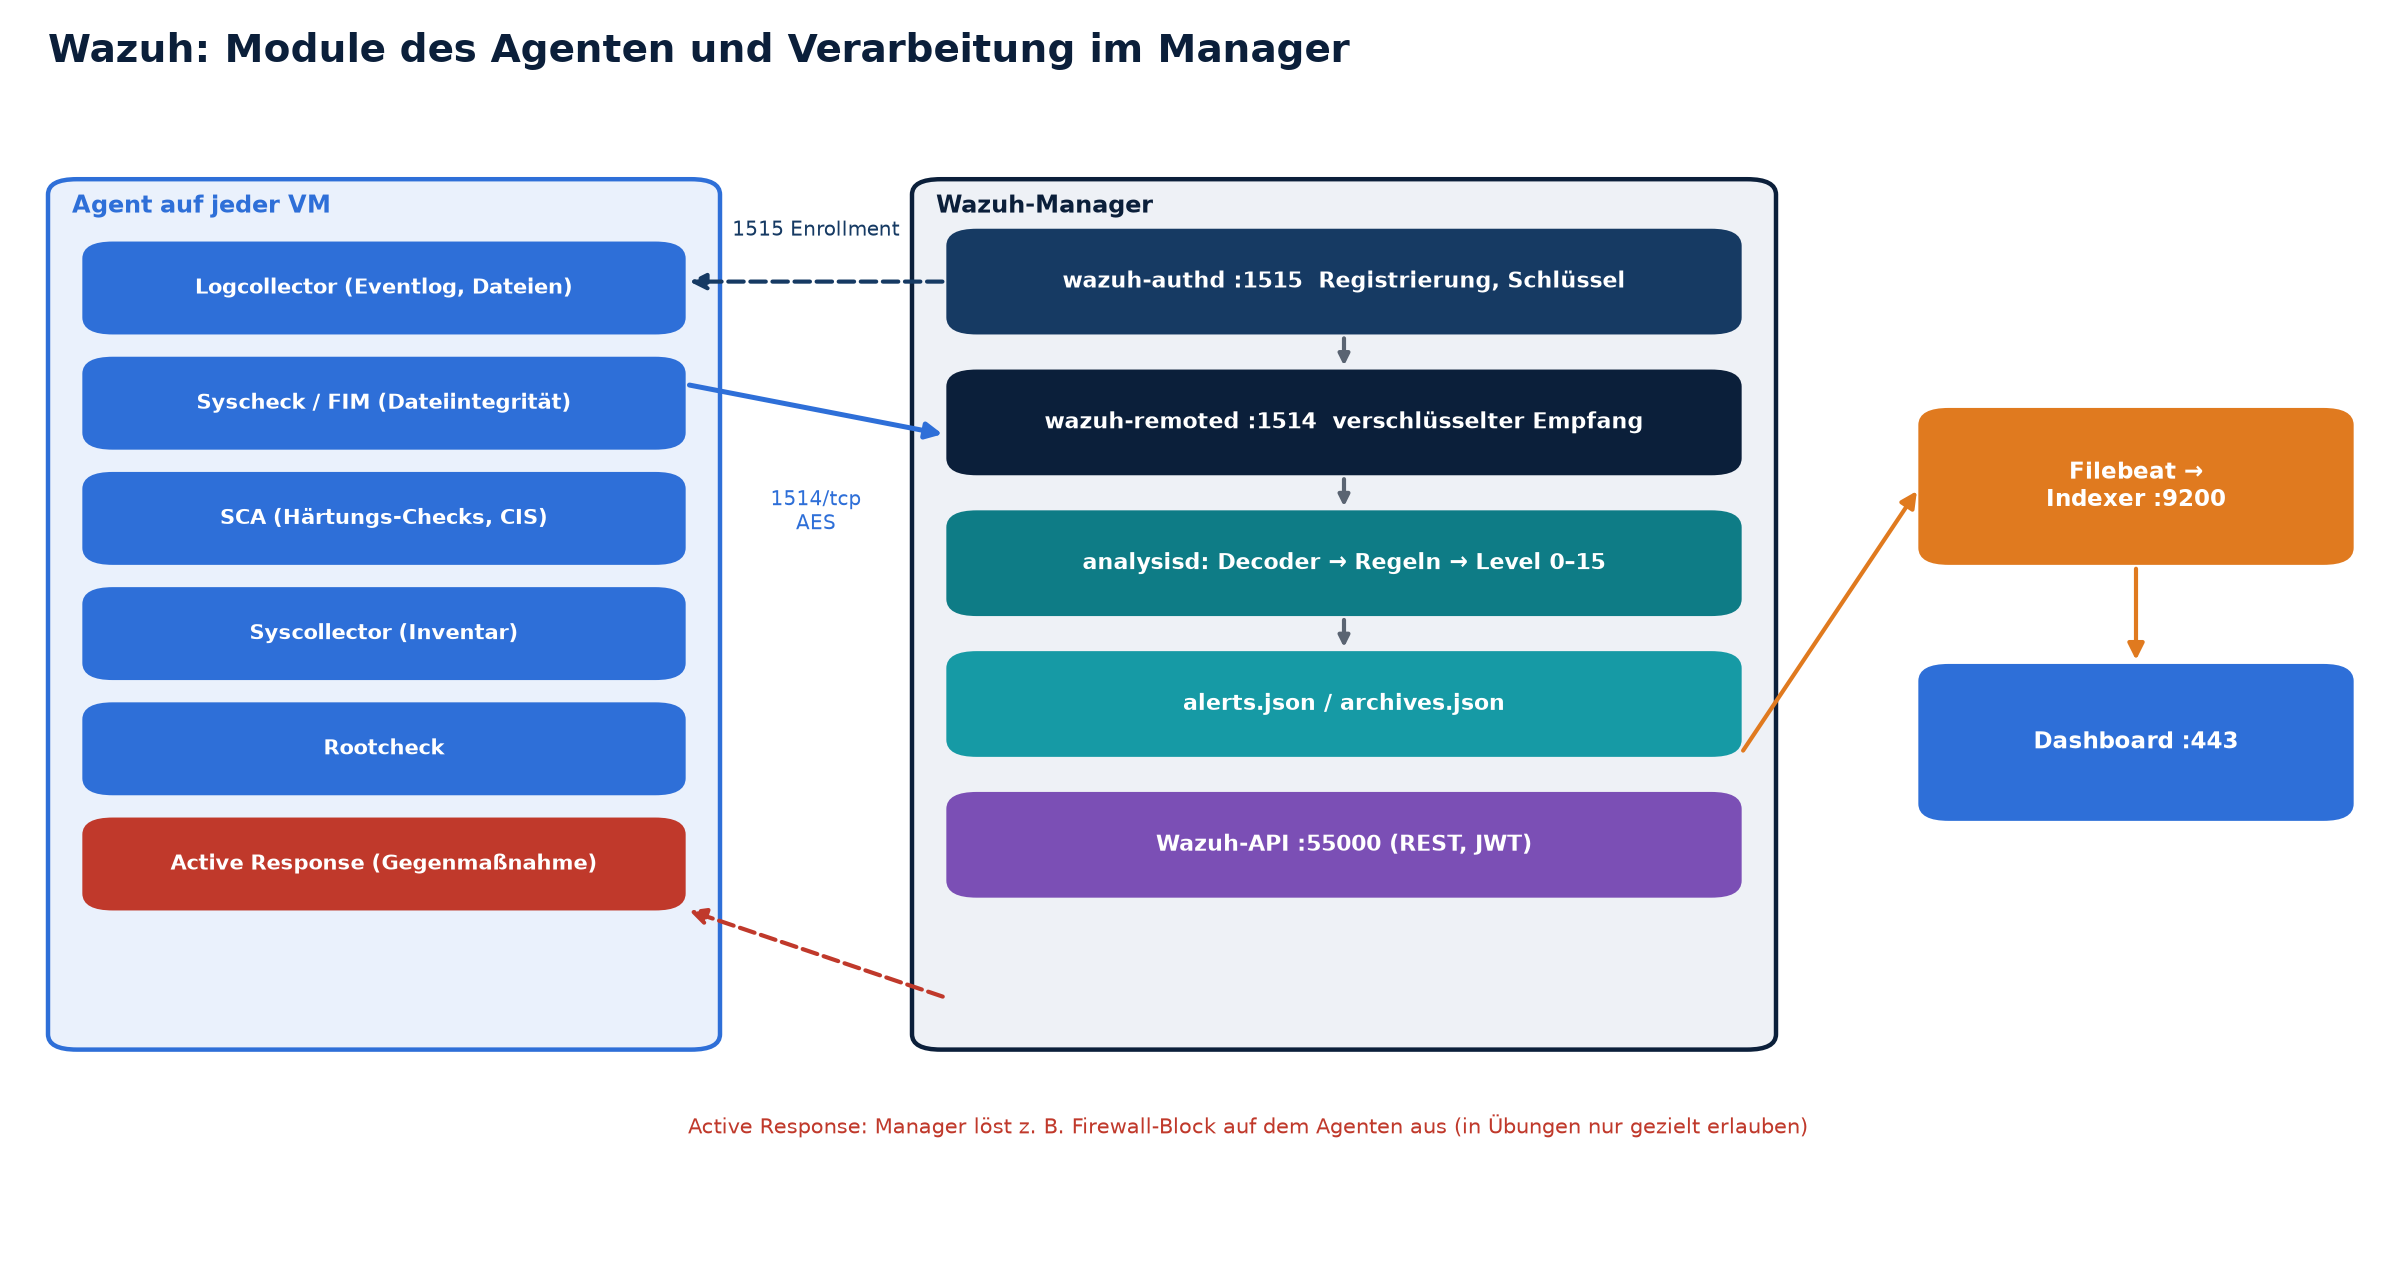 Wazuh: Module des Agenten und Verarbeitung im Manager
Agent auf jeder VM
Logcollector (Eventlog, Dateien)
Syscheck / FIM (Dateiintegrität)
SCA (Härtungs-Checks, CIS)
Syscollector (Inventar)
Rootcheck
Active Response (Gegenmaßnahme)
1515 Enrollment
1514/tcp
AES
Wazuh-Manager
wazuh-authd :1515  Registrierung, Schlüssel
wazuh-remoted :1514  verschlüsselter Empfang
analysisd: Decoder → Regeln → Level 0–15
alerts.json / archives.json
Wazuh-API :55000 (REST, JWT)
Filebeat →
Indexer :9200
Dashboard :443
Active Response: Manager löst z. B. Firewall-Block auf dem Agenten aus (in Übungen nur gezielt erlauben)